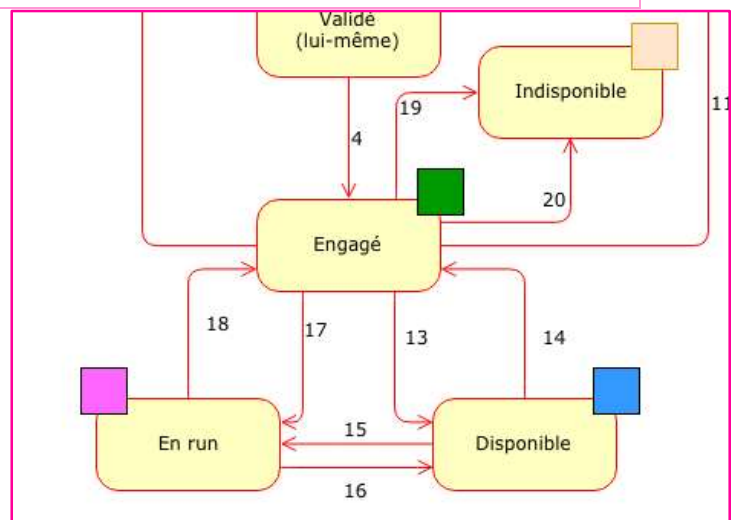 Validé
(lui-même)
Indisponible
19
11
4
20
Engagé
18
17
13
14
En run
15
Disponible
16